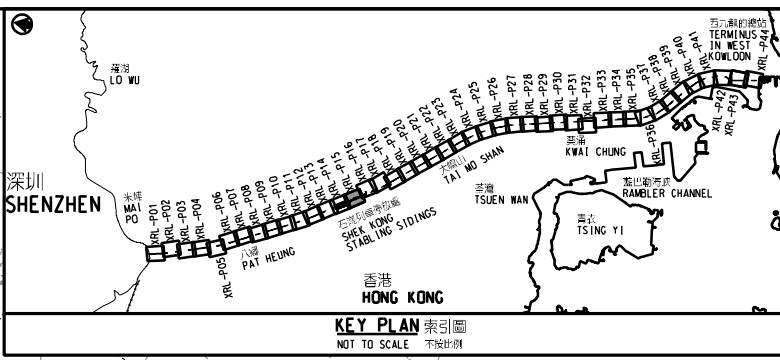 羅湖
LO WU
深圳
SHENZHEN
米埔
MAI
PO
XRL-P01
XRL-P02
XRL-P03
XRL-P04
XRL-P05
XRL-P06
XRL-P07
XRL-P08
XRL-P09
XRL-P10
XRL-P11
XRL-P12
XRL-P13
XRL-P14
XRL-P15
XRL-P16
XRL-P17
XRL-P18
XRL-P19
XRL-P20
XRL-P21
XRL-P22
XRL-P23
XRL-P24
XRL-P25
XRL-P26
XRL-P27
XRL-P28
XRL-P29
XRL-P30
XRL-P31
XRL-P32
XRL-P33
XRL-P34
XRL-P35
XRL-P36
XRL-P37
XRL-P38
XRL-P39
XRL-P40
XRL-P41
XRL-P42
XRL-P43
XRL-P44
西九龍的總站
TERMINUS
IN WEST
KOWLOON
八鄉
PAT HEUNG
SHEK KONG
STABLING SIDINGS
大帽山
TAI MO SHAN
葵涌
KWAI CHUNG
荃灣
TSUEN WAN
藍巴勒海峽
RAMBLER CHANNEL
青衣
TSING YI
香港
HONG KONG
KEY PLAN 索引圖
NOT TO SCALE 不按比例